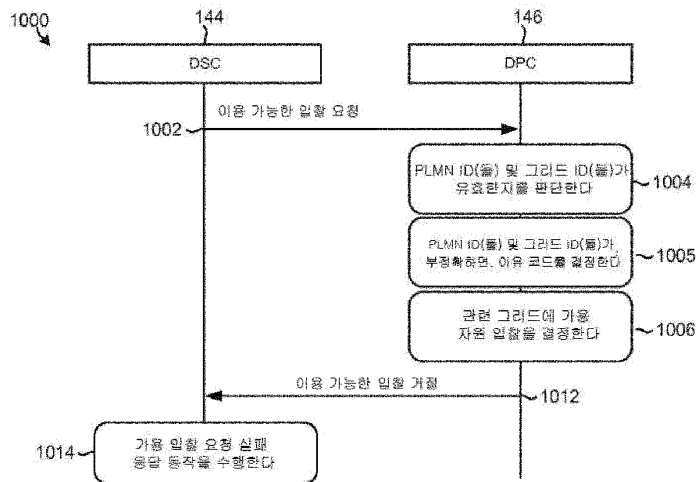 1000
144
146
DSC
DPC
이용 가능한 입찰 요청
1002
PLMN ID(들) 및 그리드 ID(들)가
유효한지를 판단한다
1004
PLMN ID(들) 및 그리드 ID(들)가,
부정확하면, 이유 코드를 결정한다
1005
관련 그리드에 가용
자원 입찰을 결정한다
1006
이용 가능한 입찰 거절
1012
1014
가용 입찰 요청 실패
응답 동작을 수행한다